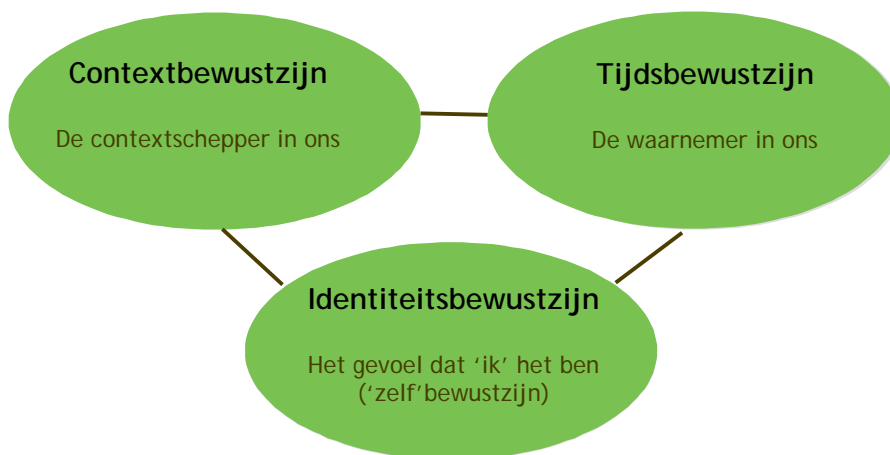 Contextbewustzijn
De contextschepper in ons
Tijdsbewustzijn
De waarnemer in ons
Identiteitsbewustzijn
Het gevoel dat ‘ik’ het ben
(‘zelf’bewustzijn)